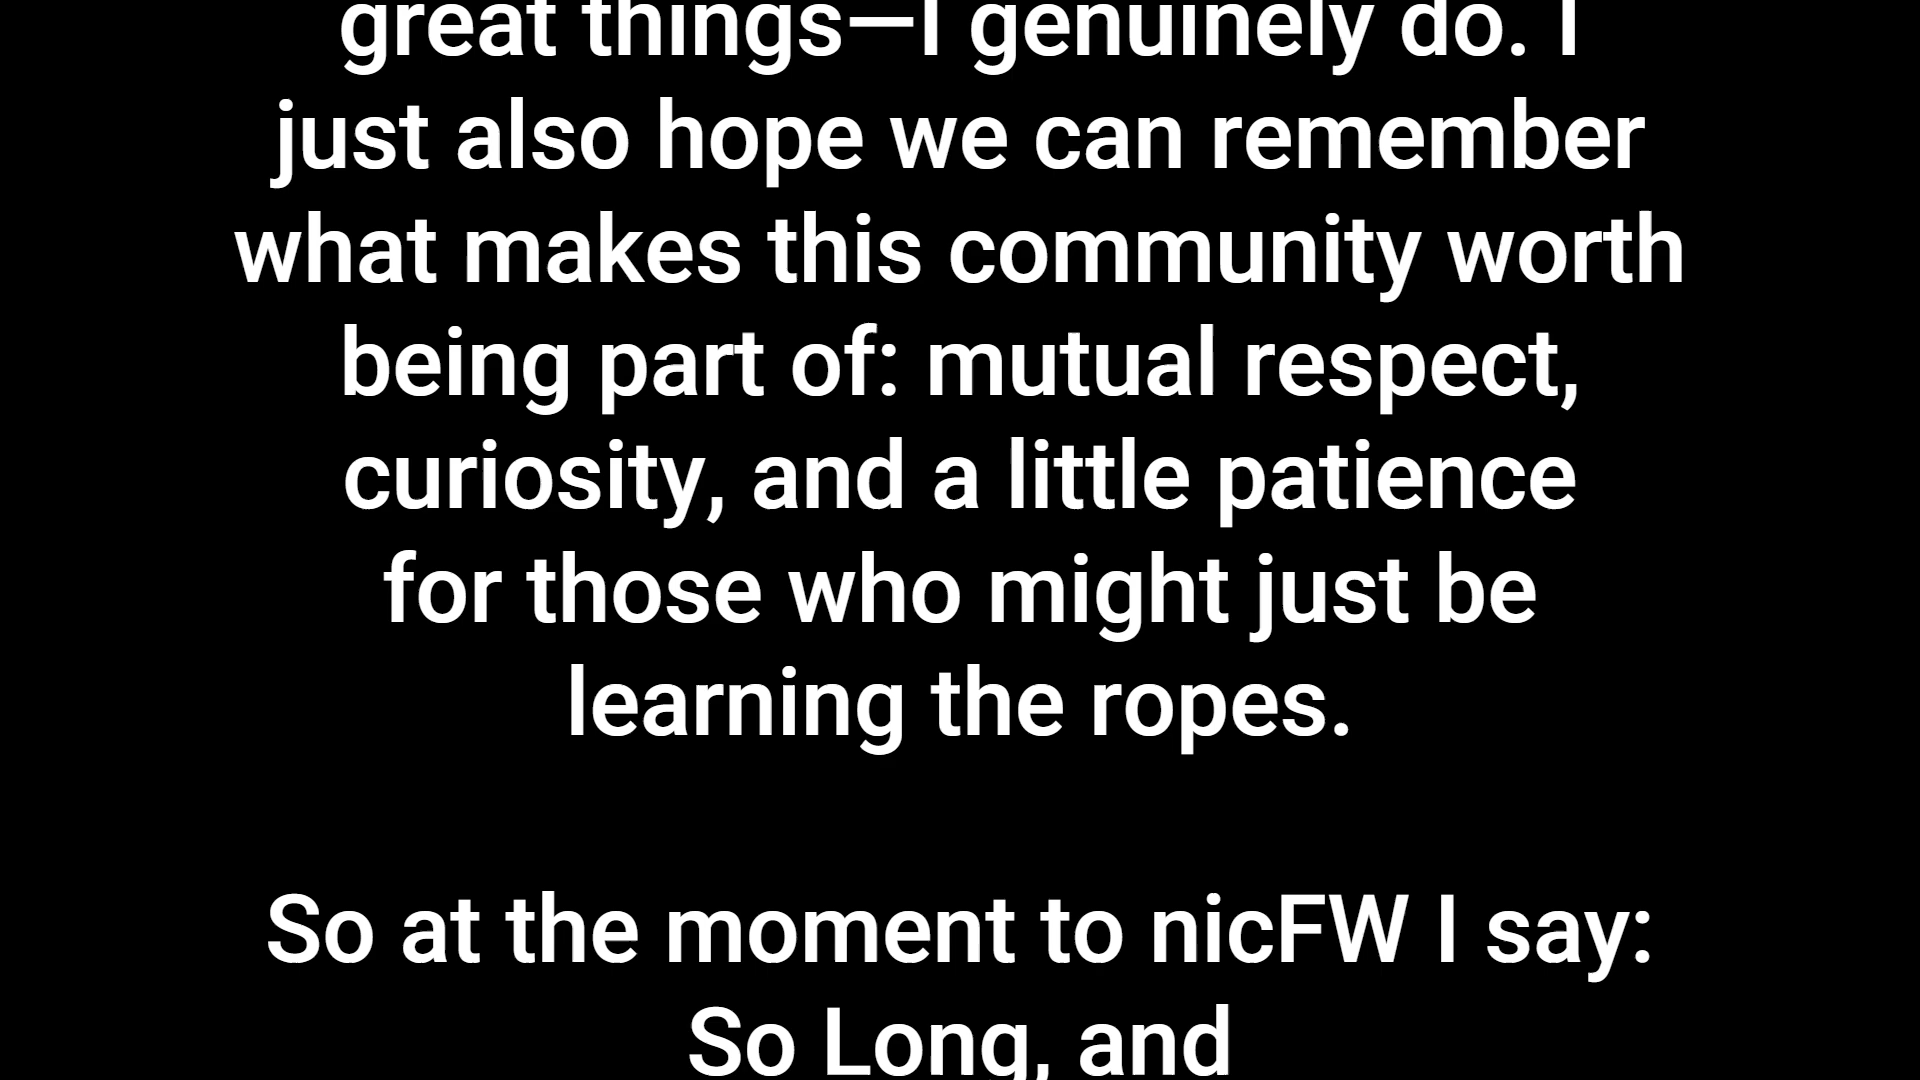 great things—I genuinely do. I
just also hope we can remember
what makes this community worth
being part of: mutual respect,
curiosity, and a little patience
for those who might just be
learning the ropes.
So at the moment to nicFW I say:
So Long, and